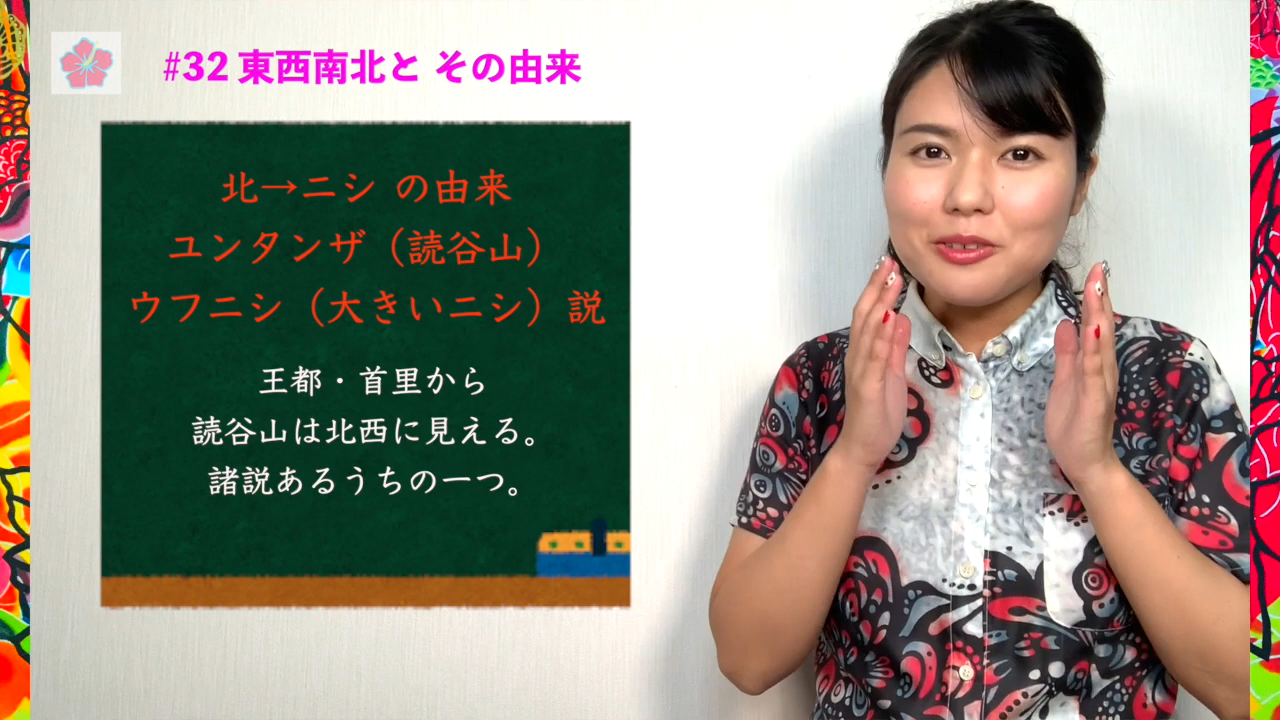 #32 東西南北と その由来
北→ニシ の由来
ユンタンザ（読谷山）
ウフニシ（大きいニシ）説
王都・首里から
読谷山は北西に見える。
諸説あるうちの一つ。